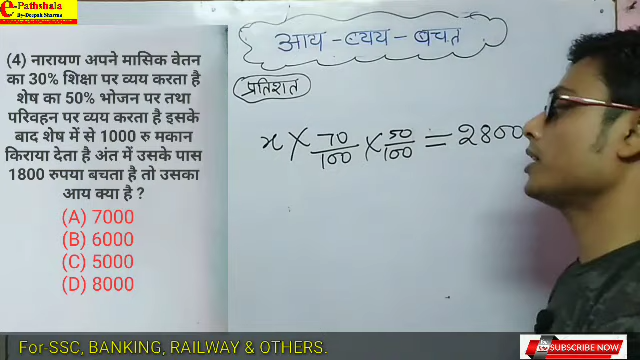 e-Pathshala
By-Deepak Sharma
आय - व्यय - बचत
प्रतिशत
(4) नारायण अपने मासिक वेतन
का 30% शिक्षा पर व्यय करता है
शेष का 50% भोजन पर तथा
परिवहन पर व्यय करता है इसके
बाद शेष में से 1000 रु मकान
किराया देता है अंत में उसके पास
1800 रुपया बचता है तो उसका
आय क्या है ?
(A) 7000
(B) 6000
(C) 5000
(D) 8000
x × 70/100 × 50/100 = 2800
For-SSC, BANKING, RAILWAY & OTHERS.
SUBSCRIBE NOW